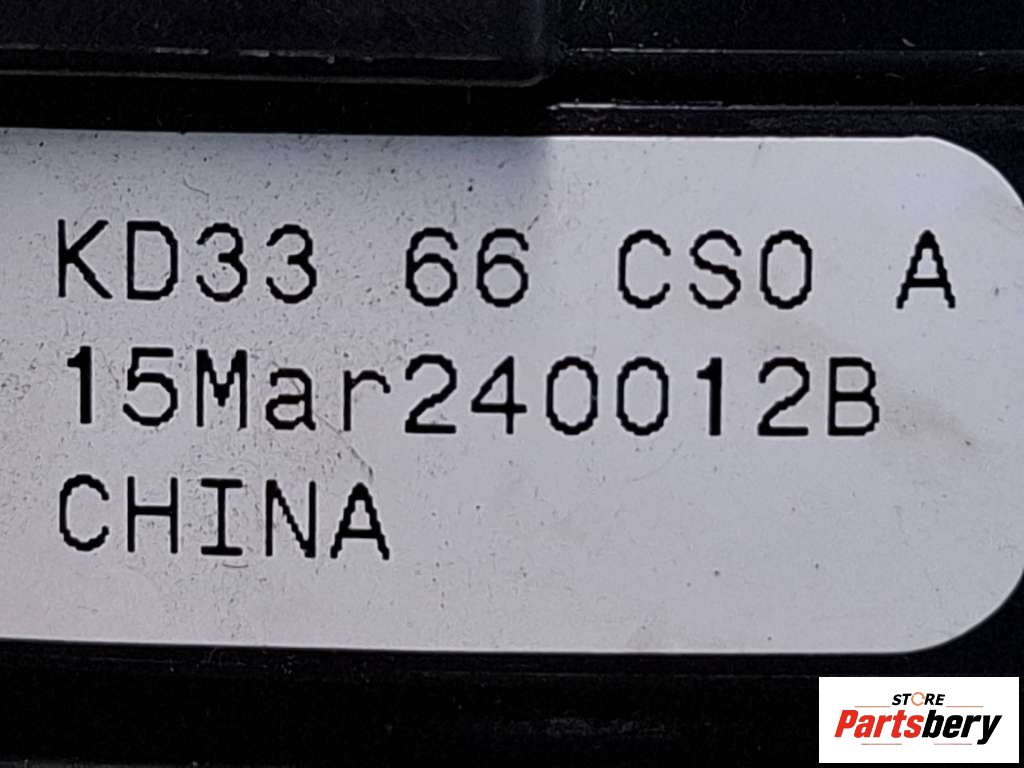 KD33 66 CS0 A
15Mar240012B
CHINA
STORE
Partsbery